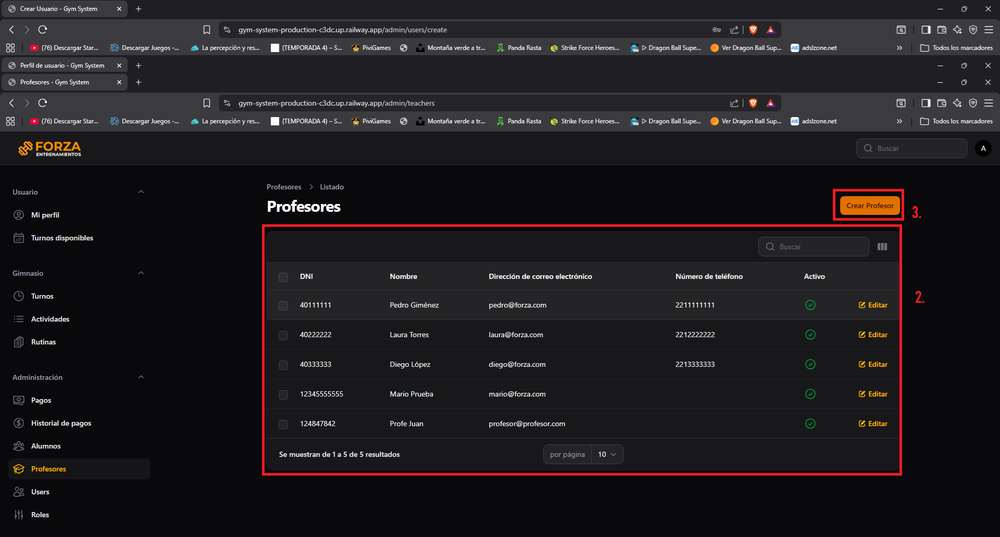 Crear Usuario - Gym System
gym-system-production-c3dc.up.railway.app/admin/users/create
(76) Descargar Star... Descargar Juegos -... La percepción y res... (TEMPORADA 4) – S... PiviGames Montaña verde a tr... Panda Rasta Strike Force Heroes... ▷ Dragon Ball Supe... Ver Dragon Ball Sup... adslzone.net » Todos los marcadores
Perfil de usuario - Gym System
Profesores - Gym System
gym-system-production-c3dc.up.railway.app/admin/teachers
(76) Descargar Star... Descargar Juegos -... La percepción y res... (TEMPORADA 4) – S... PiviGames Montaña verde a tr... Panda Rasta Strike Force Heroes... ▷ Dragon Ball Supe... Ver Dragon Ball Sup... adslzone.net » Todos los marcadores
FORZA
ENTRENAMIENTOS
Buscar
A
Usuario
Mi perfil
Turnos disponibles
Gimnasio
Turnos
Actividades
Rutinas
Administración
Pagos
Historial de pagos
Alumnos
Profesores
Users
Roles
Profesores > Listado
Profesores
Crear Profesor
3.
Buscar
DNI Nombre Dirección de correo electrónico Número de teléfono Activo
40111111 Pedro Giménez pedro@forza.com 2211111111 Editar
2.
40222222 Laura Torres laura@forza.com 2212222222 Editar
40333333 Diego López diego@forza.com 2213333333 Editar
12345555555 Mario Prueba mario@forza.com Editar
124847842 Profe Juan profesor@profesor.com Editar
Se muestran de 1 a 5 de 5 resultados
por página 10